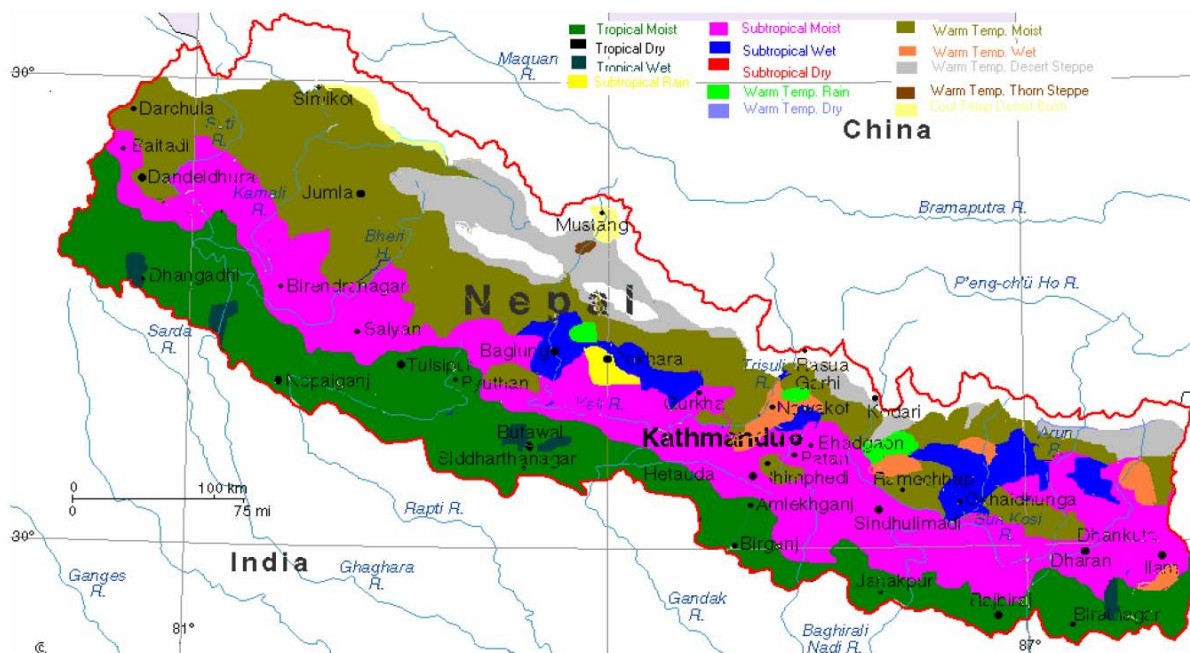 Tropical Moist
Tropical Dry
Tropical Wet
Subtropical Rain
Subtropical Moist
Subtropical Wet
Subtropical Dry
Warm Temp. Rain
Warm Temp. Dry
Warm Temp. Moist
Warm Temp. Wet
Warm Temp. Desert Steppe
Warm Temp. Thorn Steppe
Cool Temp Desert Bush
Maquan
R.
30°
China
Simikot
Darchula
Seti
R.
Baitadi
Dandeldhura
Jumla
Karnali
R.
Bramaputra R.
Mustang
Bheri
Dhangadhi
Birendranagar
Nepal
P'eng-ch'ü Ho R.
Sarda
R.
Salyan
Baglung
Pokhara
Trisuli
R.
Rasua
Garhi
Tulsipur
Nepalganj
Pyuthan
Gurkha
Nawakot
Kodari
Kathmandu
Bhadgaon
Patan
Arun
R.
Butawal
Siddharthanagar
Hetauda
Bhimphedi
Ramechhap
Okhaldhunga
0
100 km
0
75 mi
Amlekhganj
Sindhulimadi
Sun Kosi
R.
Rapti R.
30°
Birganj
Dhankuta
Dharan
Ilam
India
Ganges
R.
Ghaghara
R.
Gandak
R.
Janakpur
Rajbiraj
Biratnagar
81°
Baghirali
Nadi R.
87°